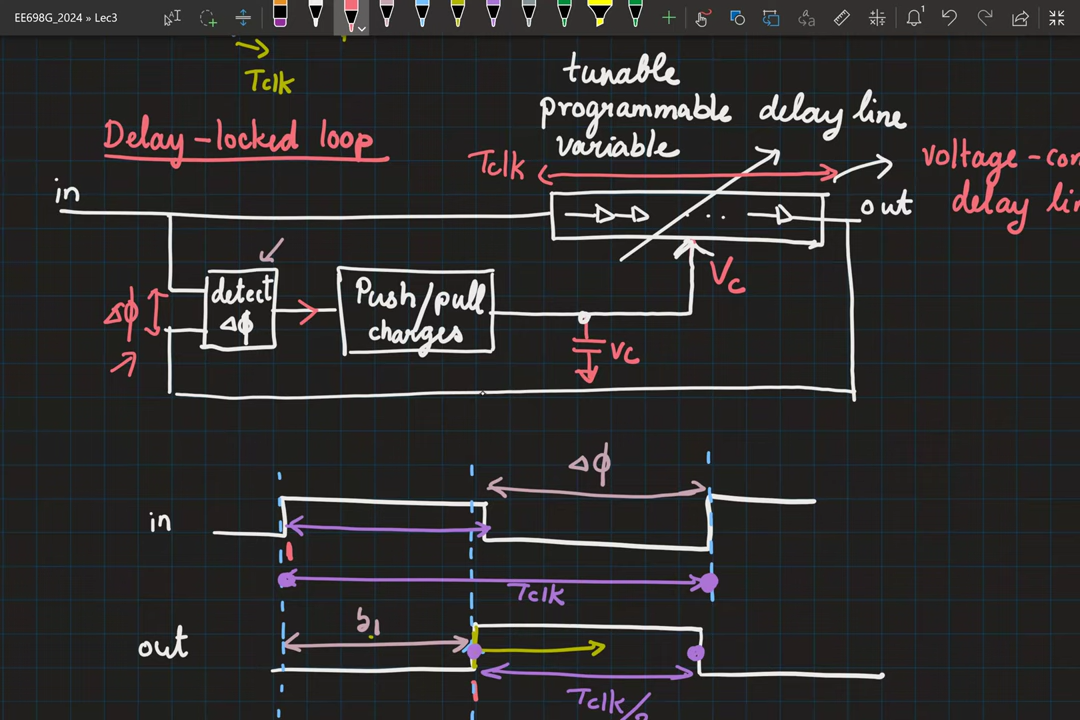 EE698G_2024 » Lec3
Tclk
tunable
programmable delay line
variable
Delay-locked loop
Tclk
voltage-con
delay lin
in
out
. . .
Vc
detect
Δφ
Push/pull
charges
Δφ
Vc
Δφ
in
Tclk
out
Tclk/